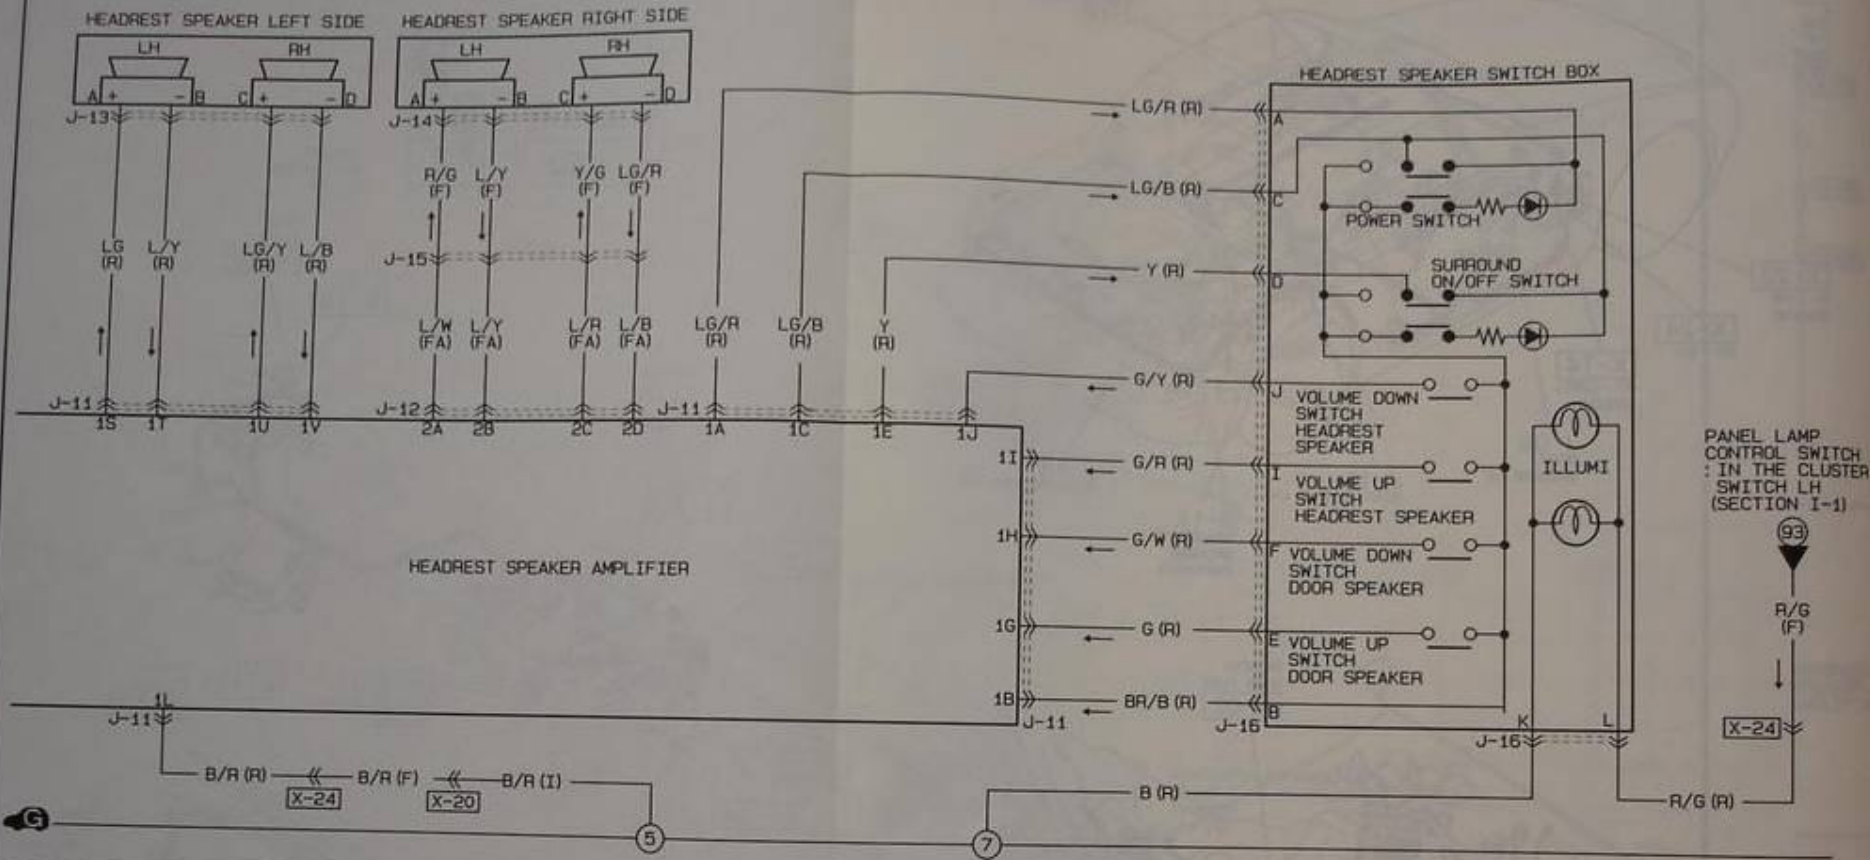 HEADREST SPEAKER LEFT SIDE
HEADREST SPEAKER RIGHT SIDE
LH
RH
LH
RH
A + - B C + - D
A + - B C + - D
J-13
J-14
R/G
(F)
L/Y
(F)
Y/G
(F)
LG/R
(F)
LG
(R)
L/Y
(R)
LG/Y
(R)
L/B
(R)
J-15
L/W
(FA)
L/Y
(FA)
L/R
(FA)
L/B
(FA)
LG/R
(R)
LG/B
(R)
Y
(R)
J-11
J-12
J-11
1S 1T 1U 1V 2A 2B 2C 2D 1A 1C 1E 1J
HEADREST SPEAKER SWITCH BOX
LG/R (R)
A
LG/B (R)
C
POWER SWITCH
Y (R)
D
SURROUND
ON/OFF SWITCH
G/Y (R)
J
VOLUME DOWN
SWITCH
HEADREST
SPEAKER
1I
G/R (R)
I
VOLUME UP
SWITCH
HEADREST SPEAKER
1H
G/W (R)
F
VOLUME DOWN
SWITCH
DOOR SPEAKER
1G
G (R)
E
VOLUME UP
SWITCH
DOOR SPEAKER
1B
J-11
BR/B (R)
J-16
B
ILLUMI
K L
J-16
HEADREST SPEAKER AMPLIFIER
PANEL LAMP
CONTROL SWITCH
: IN THE CLUSTER
SWITCH LH
(SECTION I-1)
93
R/G
(F)
X-24
1L
J-11
B/R (R)
X-24
B/R (F)
X-20
B/R (I)
B (R)
R/G (R)
G
5
7